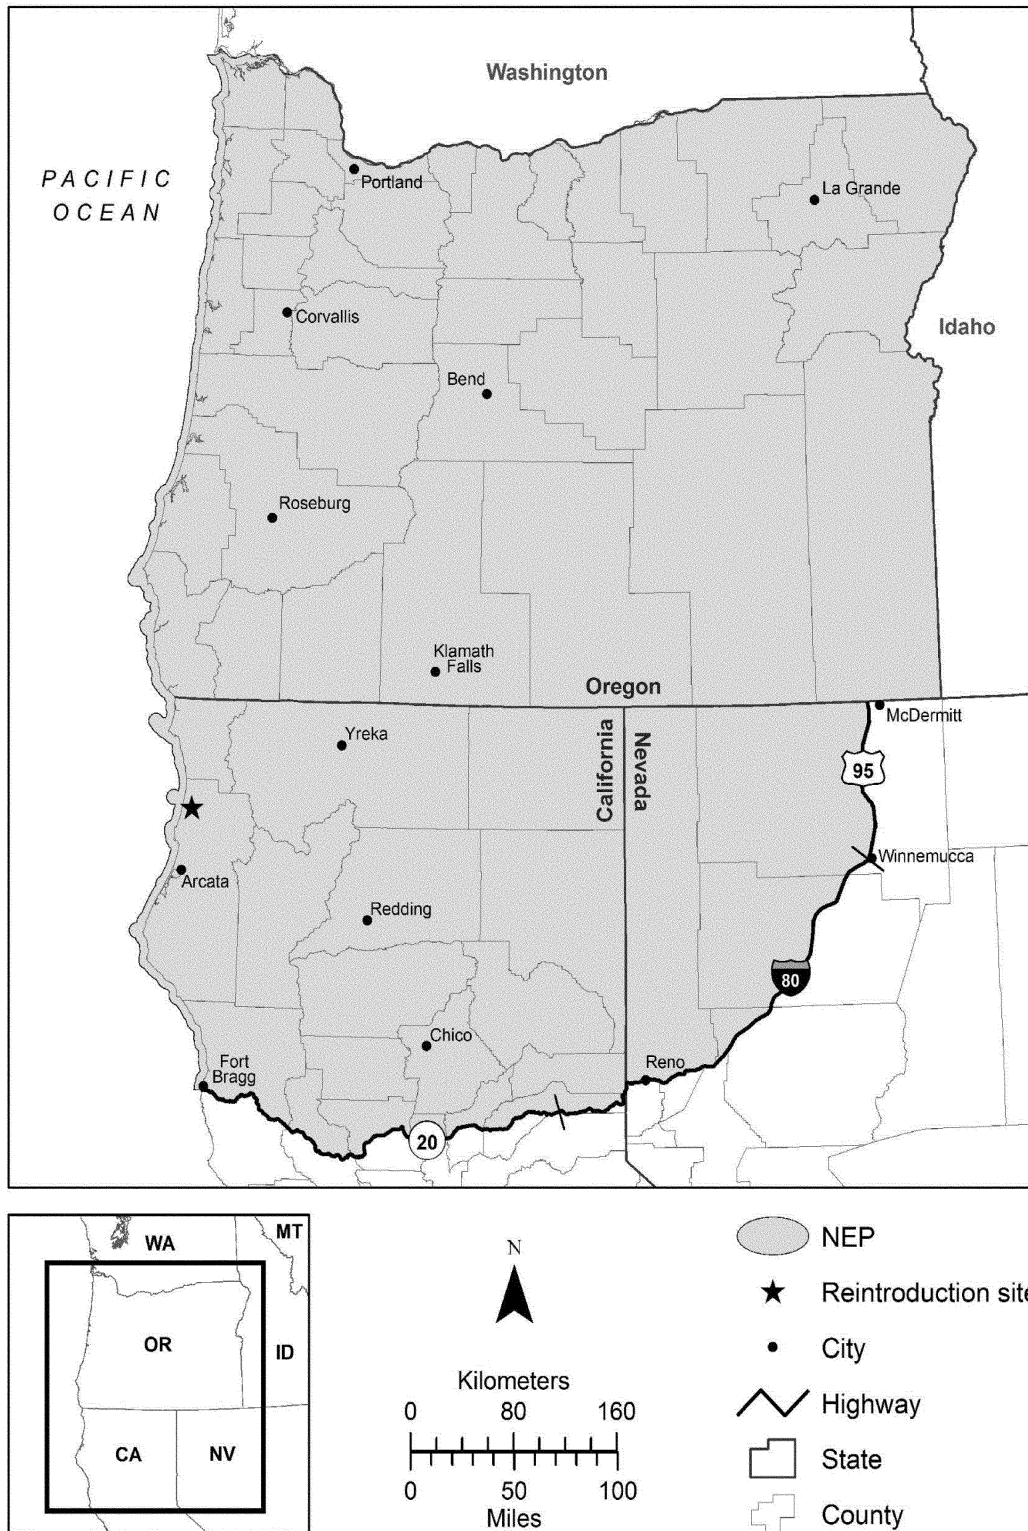 Washington
PACIFIC
OCEAN
Portland
La Grande
Corvallis
Idaho
Bend
Roseburg
Klamath
Falls
Oregon
McDermitt
Yreka
California
Nevada
95
Winnemucca
Arcata
Redding
80
Chico
Reno
Fort
Bragg
20
WA
MT
OR
ID
CA
NV
N
Kilometers
0 80 160
0 50 100
Miles
NEP
Reintroduction site
City
Highway
State
County